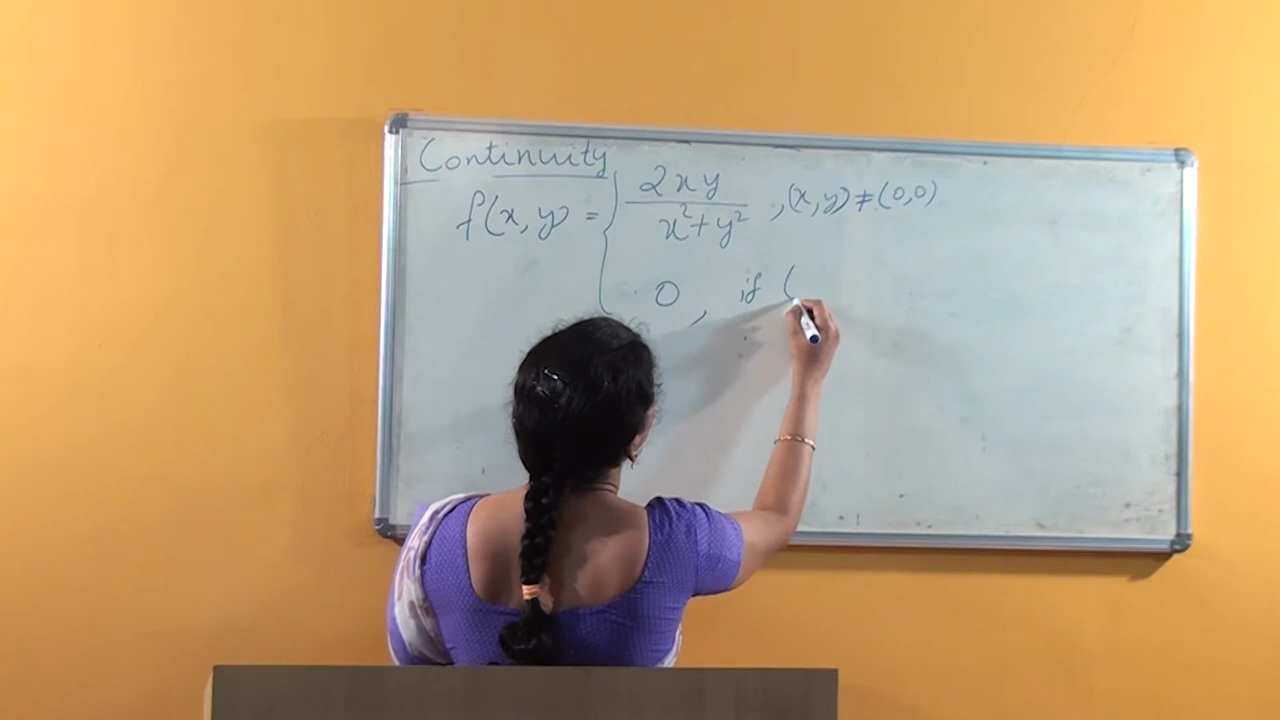 Continuity
f(x, y) = { 2xy / x² + y² , (x, y) ≠ (0,0)
0 , if (